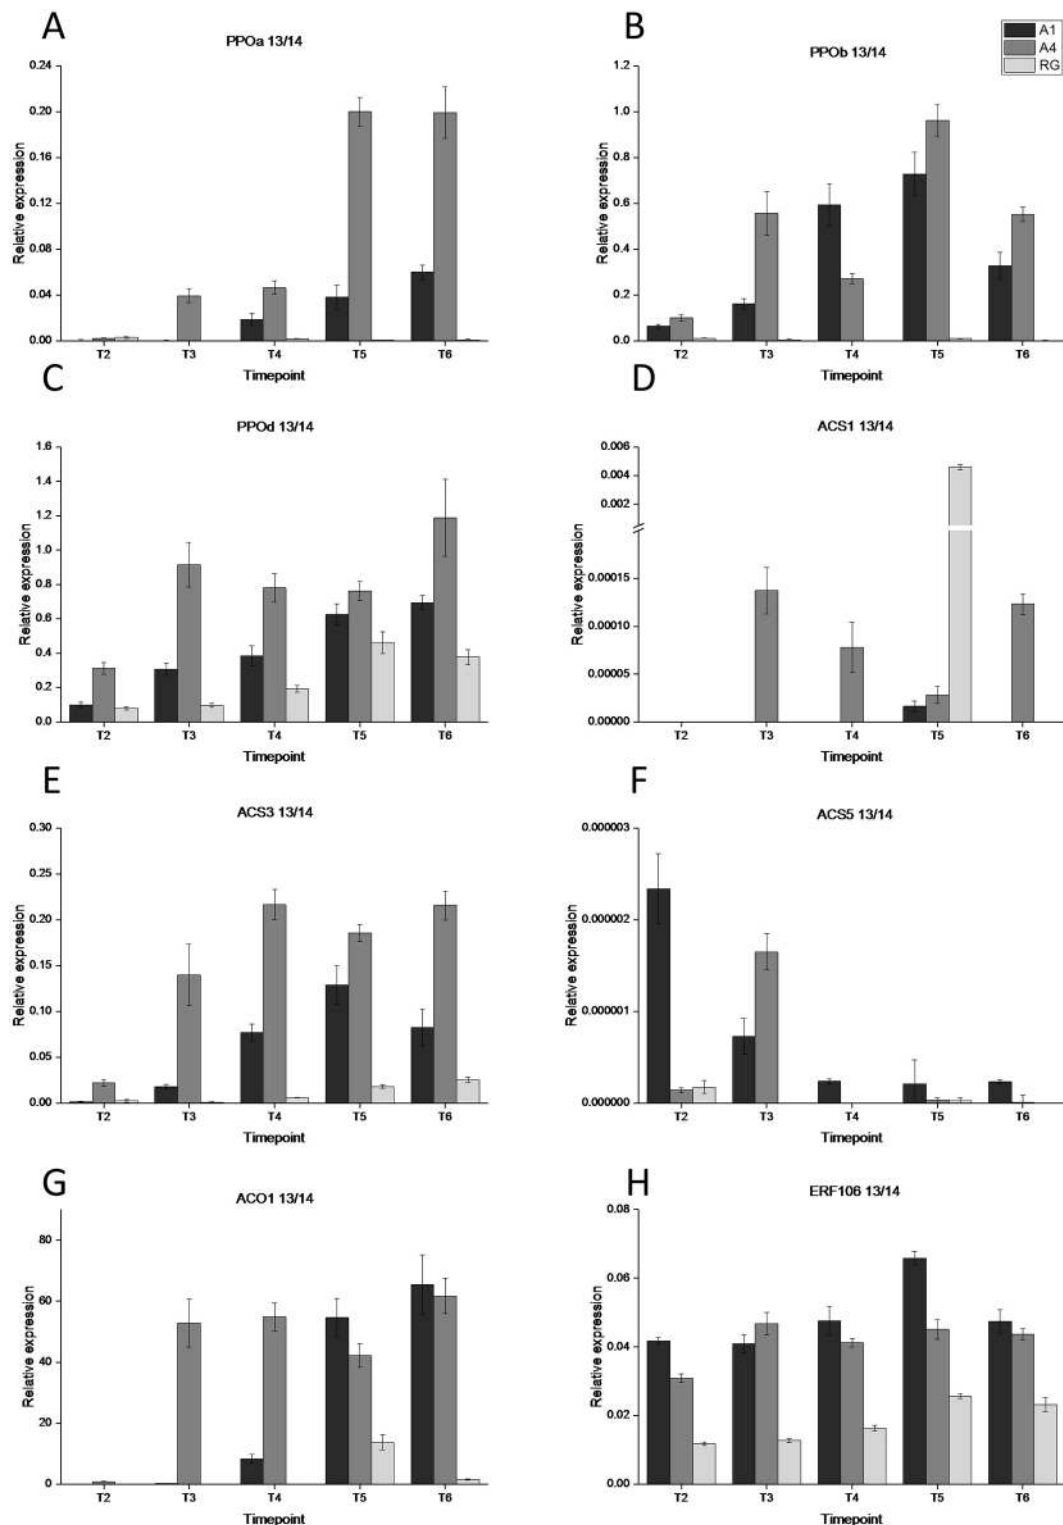 A
PPOa 13/14
0.24
0.20
0.16
0.12
0.08
0.04
0.00
Relative expression
T2 T3 T4 T5 T6
Timepoint
B
PPOb 13/14
A1
A4
RG
1.2
1.0
0.8
0.6
0.4
0.2
0.0
Relative expression
T2 T3 T4 T5 T6
Timepoint
C
PPOd 13/14
1.6
1.4
1.2
1.0
0.8
0.6
0.4
0.2
0.0
Relative expression
T2 T3 T4 T5 T6
Timepoint
D
ACS1 13/14
0.006
0.004
0.002
0.00015
0.00010
0.00005
0.00000
Relative expression
T2 T3 T4 T5 T6
Timepoint
E
ACS3 13/14
0.30
0.25
0.20
0.15
0.10
0.05
0.00
Relative expression
T2 T3 T4 T5 T6
Timepoint
F
ACS5 13/14
0.000003
0.000002
0.000001
0.000000
Relative expression
T2 T3 T4 T5 T6
Timepoint
G
ACO1 13/14
80
60
40
20
0
Relative expression
T2 T3 T4 T5 T6
Timepoint
H
ERF106 13/14
0.08
0.06
0.04
0.02
0.00
Relative expression
T2 T3 T4 T5 T6
Timepoint